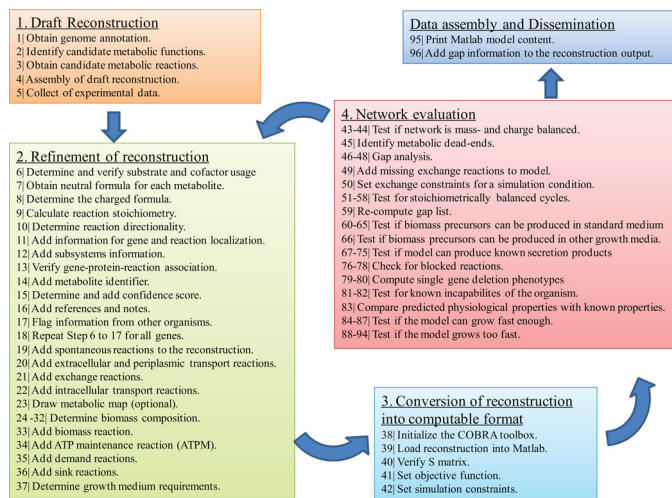 1. Draft Reconstruction
1| Obtain genome annotation.
2| Identify candidate metabolic functions.
3| Obtain candidate metabolic reactions.
4| Assembly of draft reconstruction.
5| Collect of experimental data.
2. Refinement of reconstruction
6| Determine and verify substrate and cofactor usage
7| Obtain neutral formula for each metabolite.
8| Determine the charged formula.
9| Calculate reaction stoichiometry.
10| Determine reaction directionality.
11| Add information for gene and reaction localization.
12| Add subsystems information.
13| Verify gene-protein-reaction association.
14| Add metabolite identifier.
15| Determine and add confidence score.
16| Add references and notes.
17| Flag information from other organisms.
18| Repeat Step 6 to 17 for all genes.
19| Add spontaneous reactions to the reconstruction.
20| Add extracellular and periplasmic transport reactions.
21| Add exchange reactions.
22| Add intracellular transport reactions.
23| Draw metabolic map (optional).
24 -32| Determine biomass composition.
33| Add biomass reaction.
34| Add ATP maintenance reaction (ATPM).
35| Add demand reactions.
36| Add sink reactions.
37| Determine growth medium requirements.
3. Conversion of reconstruction
into computable format
38| Initialize the COBRA toolbox.
39| Load reconstruction into Matlab.
40| Verify S matrix.
41| Set objective function.
42| Set simulation constraints.
4. Network evaluation
43-44| Test if network is mass- and charge balanced.
45| Identify metabolic dead-ends.
46-48| Gap analysis.
49| Add missing exchange reactions to model.
50| Set exchange constraints for a simulation condition.
51-58| Test for stoichiometrically balanced cycles.
59| Re-compute gap list.
60-65| Test if biomass precursors can be produced in standard medium
66| Test if biomass precursors can be produced in other growth media.
67-75| Test if model can produce known secretion products
76-78| Check for blocked reactions.
79-80| Compute single gene deletion phenotypes
81-82| Test for known incapabilites of the organism.
83| Compare predicted physiological properties with known properties.
84-87| Test if the model can grow fast enough.
88-94| Test if the model grows too fast.
Data assembly and Dissemination
95| Print Matlab model content.
96| Add gap information to the reconstruction output.